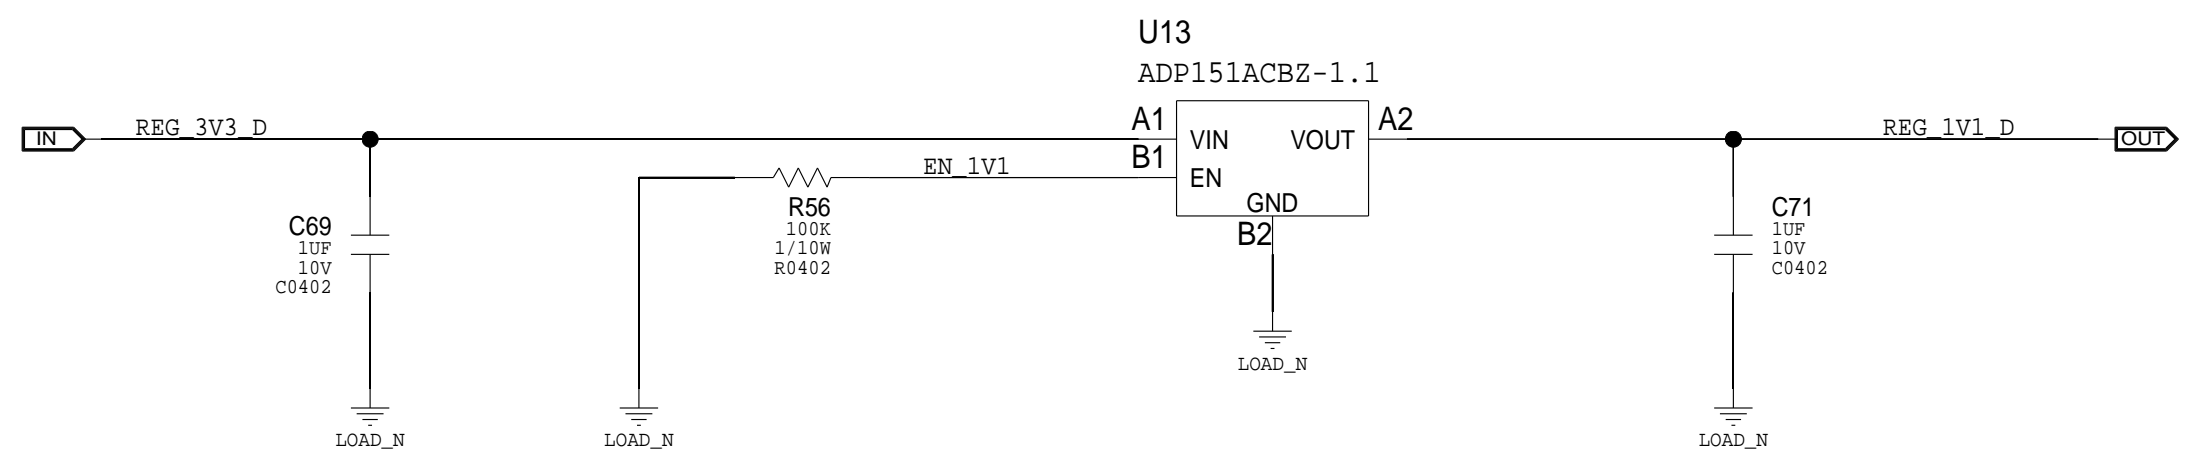 U13
ADP151ACBZ-1.1
IN
REG_3V3_D
A1
VIN
VOUT
A2
REG_1V1_D
OUT
B1
EN_1V1
EN
GND
B2
R56
100K
1/10W
R0402
C69
1UF
10V
C0402
C71
1UF
10V
C0402
LOAD_N
LOAD_N
LOAD_N
LOAD_N